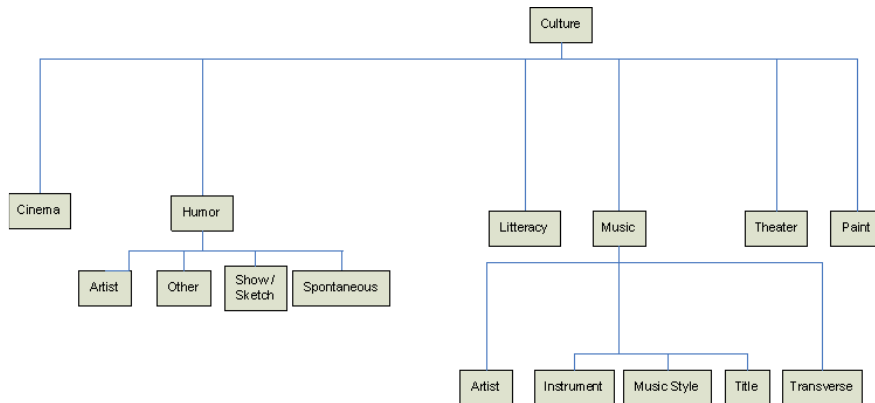 Culture
Cinema
Humor
Litteracy
Music
Theater
Paint
Artist
Other
Show /
Sketch
Spontaneous
Artist
Instrument
Music Style
Title
Transverse